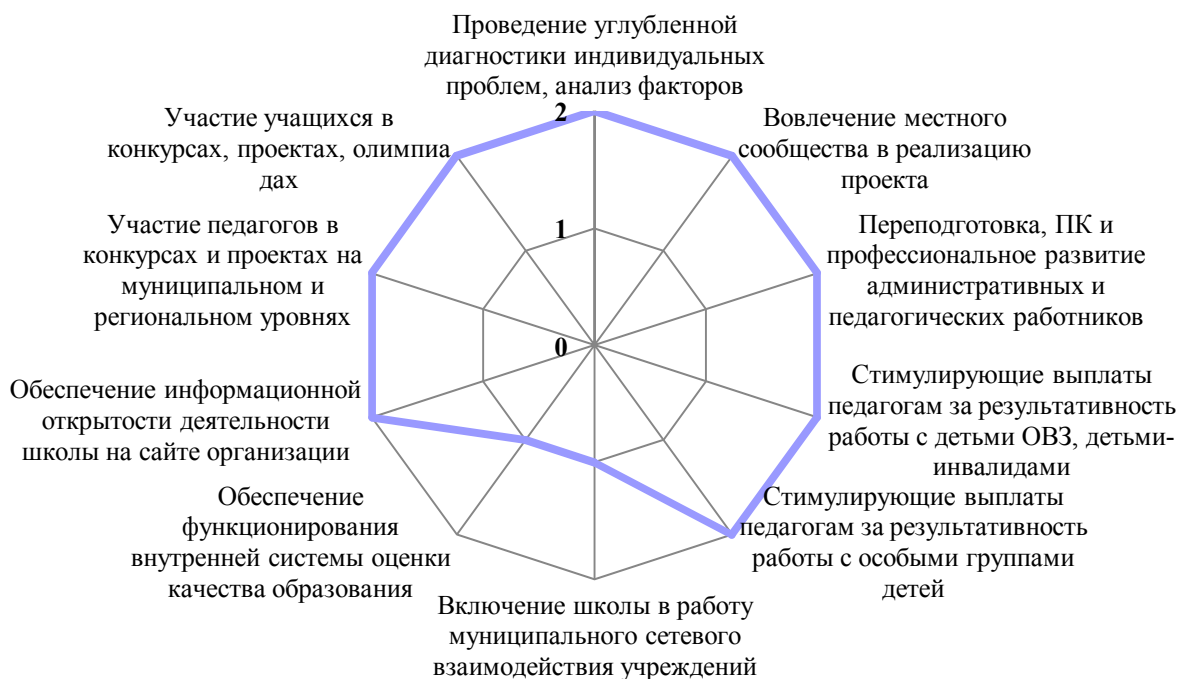 Проведение углубленной
диагностики индивидуальных
проблем, анализ факторов
Вовлечение местного
сообщества в реализацию
проекта
Переподготовка, ПК и
профессиональное развитие
административных и
педагогических работников
Стимулирующие выплаты
педагогам за результативность
работы с детьми ОВЗ, детьми-
инвалидами
Стимулирующие выплаты
педагогам за результативность
работы с особыми группами
детей
Включение школы в работу
муниципального сетевого
взаимодействия учреждений
Обеспечение
функционирования
внутренней системы оценки
качества образования
Обеспечение информационной
открытости деятельности
школы на сайте организации
Участие педагогов в
конкурсах и проектах на
муниципальном и
региональном уровнях
Участие учащихся в
конкурсах, проектах, олимпиа
дах
2
1
0